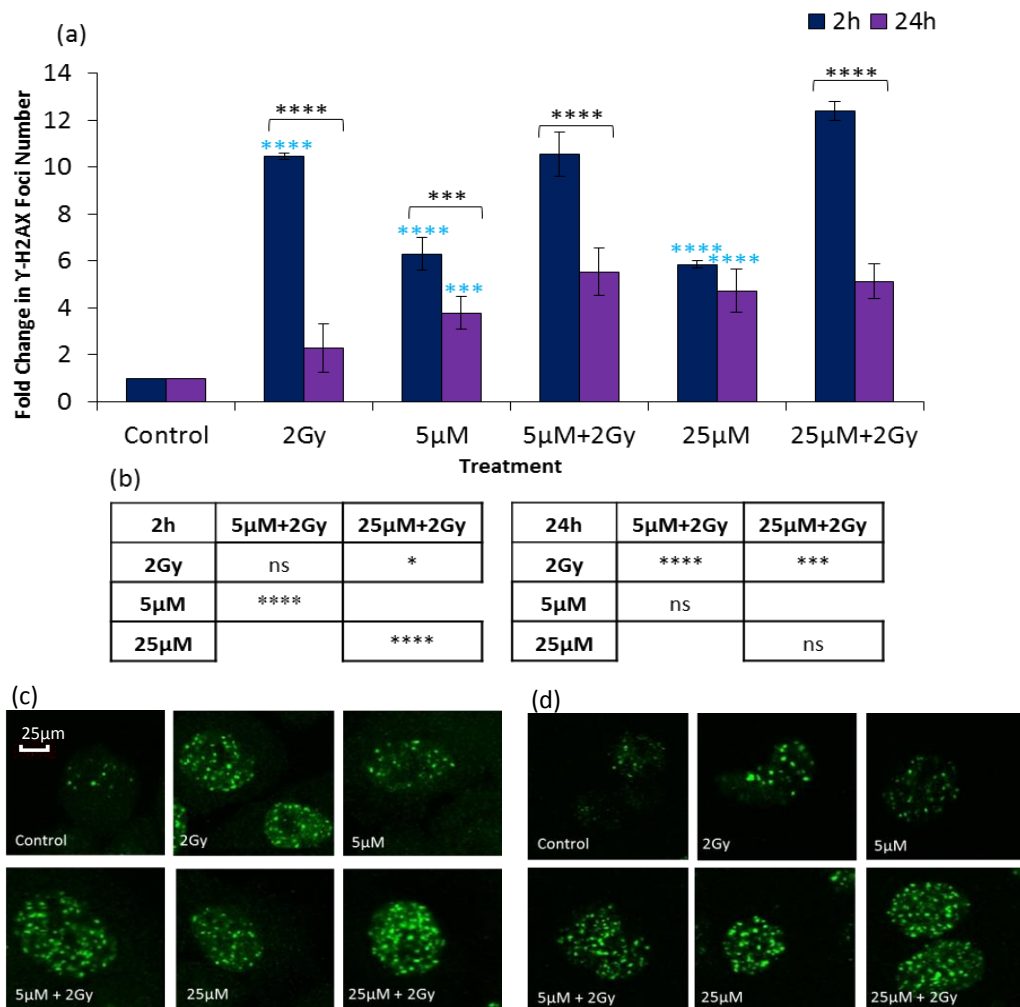 (a)
2h 24h
Fold Change in Y-H2AX Foci Number
14
12
10
8
6
4
2
0
****
****
***
****
***
****
****
****
****
****
Control 2Gy 5µM 5µM+2Gy 25µM 25µM+2Gy
Treatment
(b)
2h 5µM+2Gy 25µM+2Gy
2Gy ns *
5µM ****
25µM ****
24h 5µM+2Gy 25µM+2Gy
2Gy **** ***
5µM ns
25µM ns
(c)
25µm
Control
2Gy
5µM
5µM + 2Gy
25µM
25µM + 2Gy
(d)
Control
2Gy
5µM
5µM + 2Gy
25µM
25µM + 2Gy